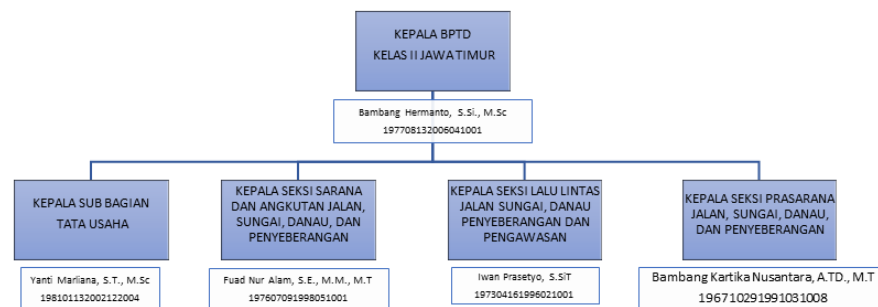 KEPALA BPTD
KELAS II JAWA TIMUR
Bambang Hermanto, S.Si., M.Sc
197708132006041001
KEPALA SUB BAGIAN
TATA USAHA
Yanti Marliana, S.T., M.Sc
198101132002122004
KEPALA SEKSI SARANA
DAN ANGKUTAN JALAN,
SUNGAI, DANAU, DAN
PENYEBERANGAN
Fuad Nur Alam, S.E., M.M., M.T
197607091998051001
KEPALA SEKSI LALU LINTAS
JALAN SUNGAI, DANAU
PENYEBERANGAN DAN
PENGAWASAN
Iwan Prasetyo, S.SiT
197304161996021001
KEPALA SEKSI PRASARANA
JALAN, SUNGAI, DANAU,
DAN PENYEBERANGAN
Bambang Kartika Nusantara, A.TD., M.T
196710291991031008